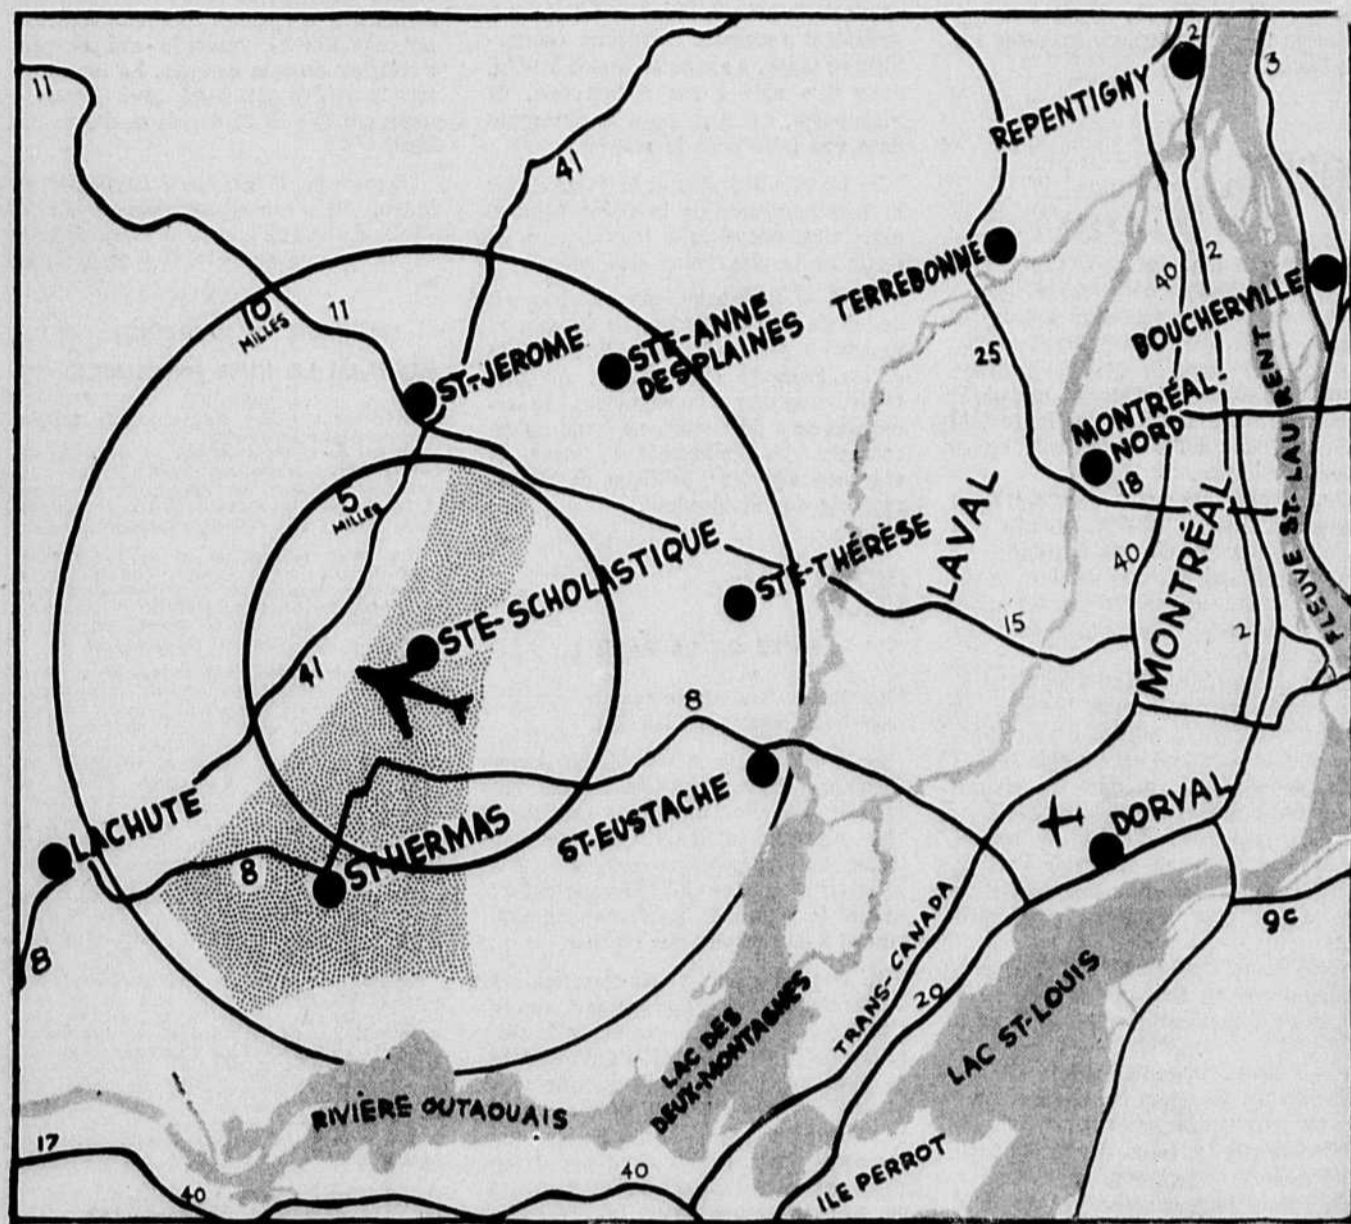 2
3
11
REPENTIGNY
41
TERREBONNE
40
2
BOUCHERVILLE
10
MILLES
11
ST-JEROME
STE-ANNE
DES PLAINES
25
MONTRÉAL-
NORD
18
5
MILLES
STE-SCHOLASTIQUE
STE-THÉRÈSE
LAVAL
40
MONTRÉAL
FLEUVE ST-LAURENT
15
2
41
8
LACHUTE
8
ST-HERMAS
ST-EUSTACHE
DORVAL
8
9c
TRANS-CANADA
20
LAC ST-LOUIS
LAC DES
DEUX-MONTAGNES
RIVIÈRE OUTAOUAIS
17
40
40
ILE PERROT